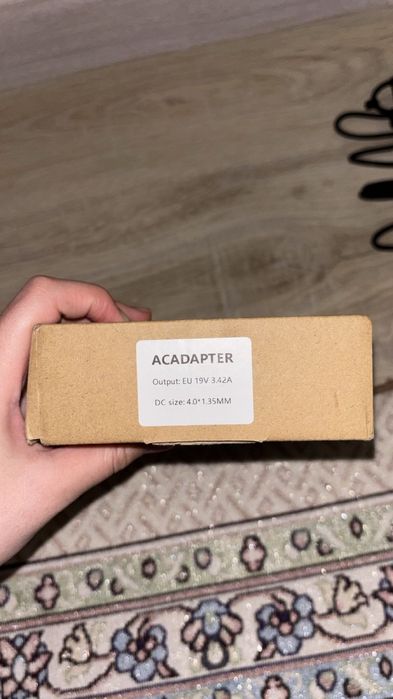 ACADAPTER
Output: EU 19V 3.42A
DC size: 4.0*1.35MM